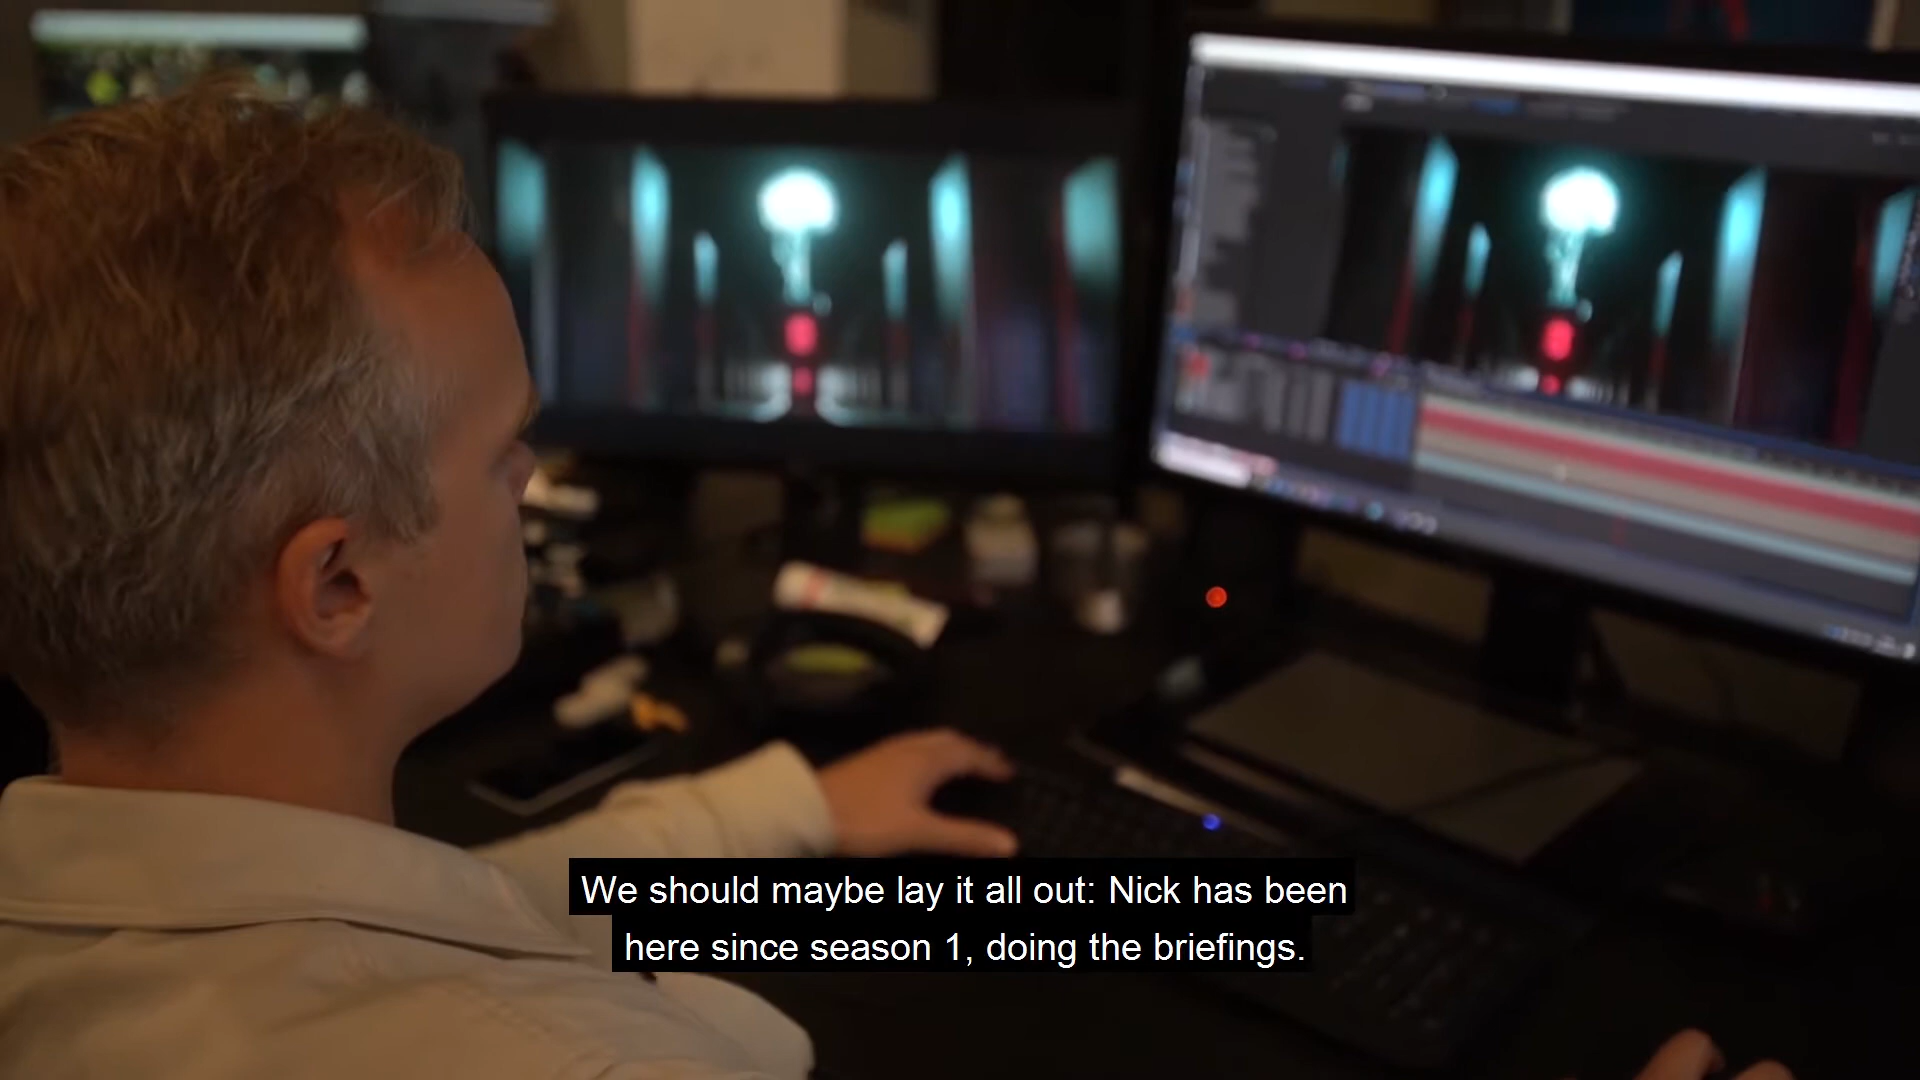 We should maybe lay it all out: Nick has been
here since season 1, doing the briefings.